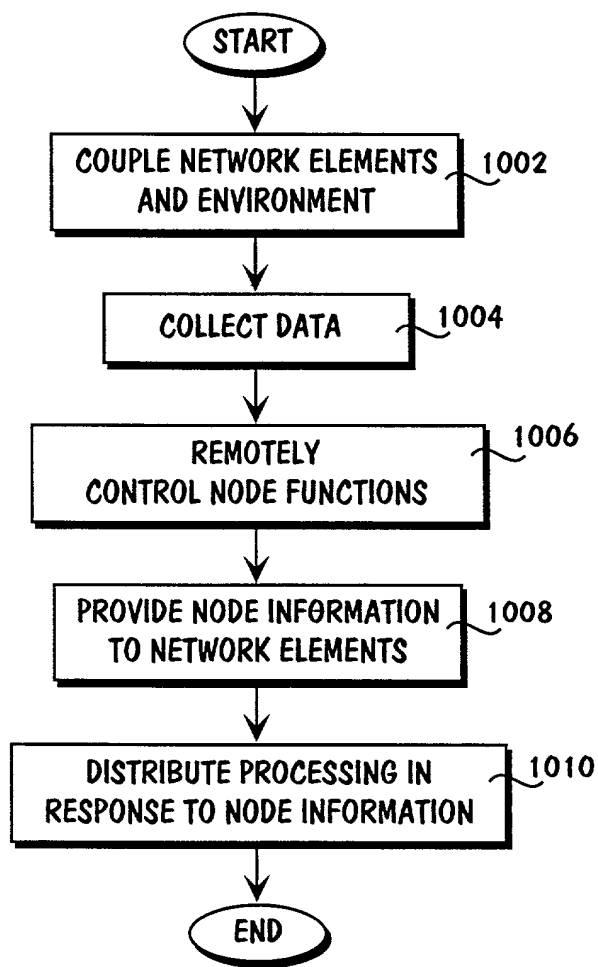 START
COUPLE NETWORK ELEMENTS
AND ENVIRONMENT
1002
COLLECT DATA
1004
REMOTELY
CONTROL NODE FUNCTIONS
1006
PROVIDE NODE INFORMATION
TO NETWORK ELEMENTS
1008
DISTRIBUTE PROCESSING IN
RESPONSE TO NODE INFORMATION
1010
END